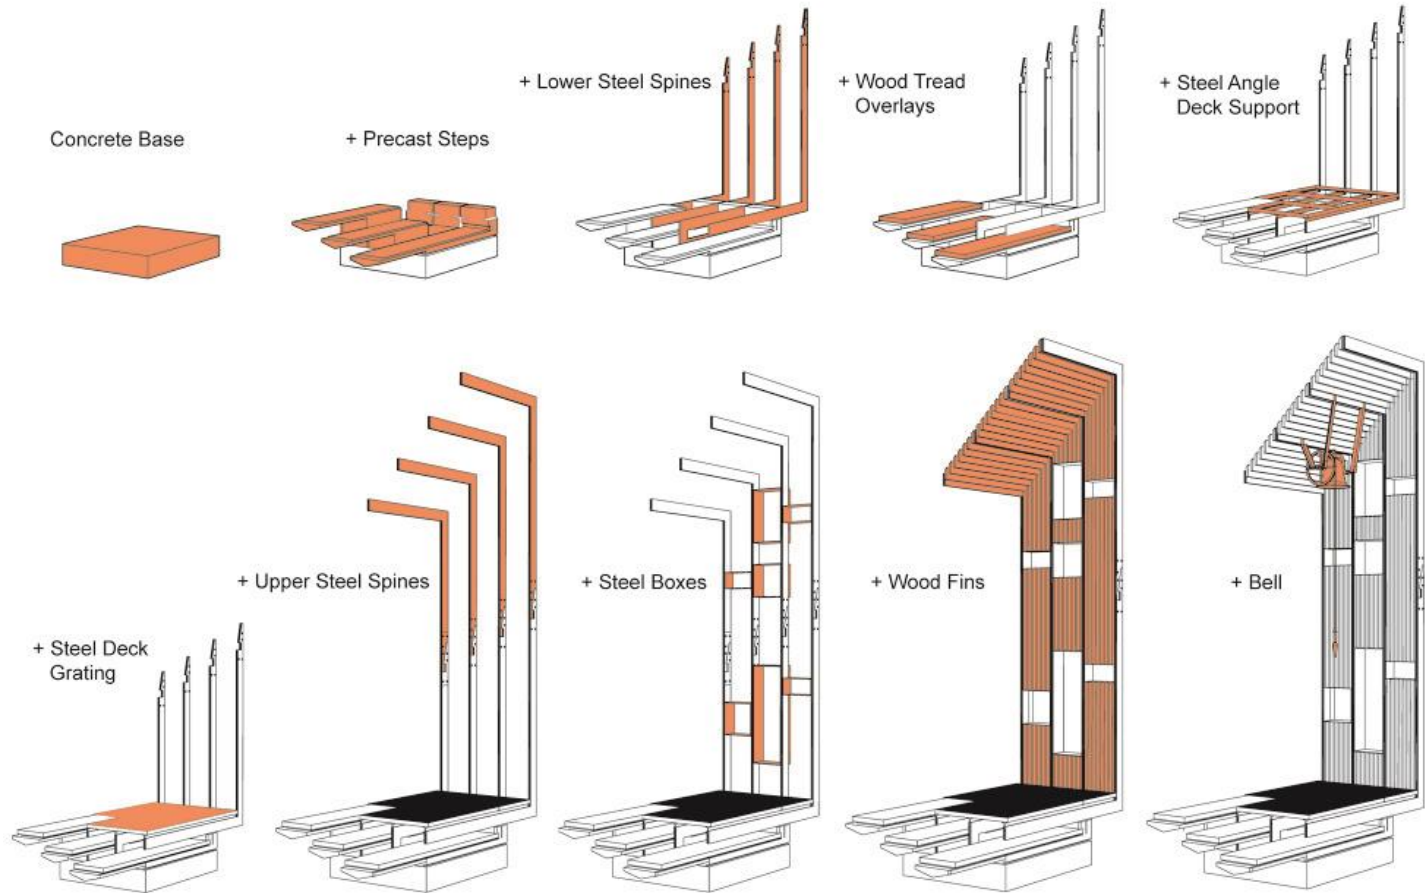 Concrete Base
+ Precast Steps
+ Lower Steel Spines
+ Wood Tread
Overlays
+ Steel Angle
Deck Support
+ Steel Deck
Grating
+ Upper Steel Spines
+ Steel Boxes
+ Wood Fins
+ Bell